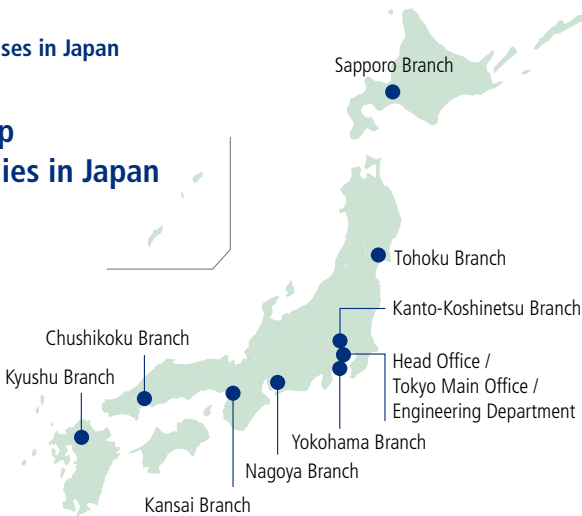 ses in Japan
p
ies in Japan
Sapporo Branch
Tohoku Branch
Kanto-Koshinetsu Branch
Head Office /
Tokyo Main Office /
Engineering Department
Chushikoku Branch
Kyushu Branch
Yokohama Branch
Nagoya Branch
Kansai Branch